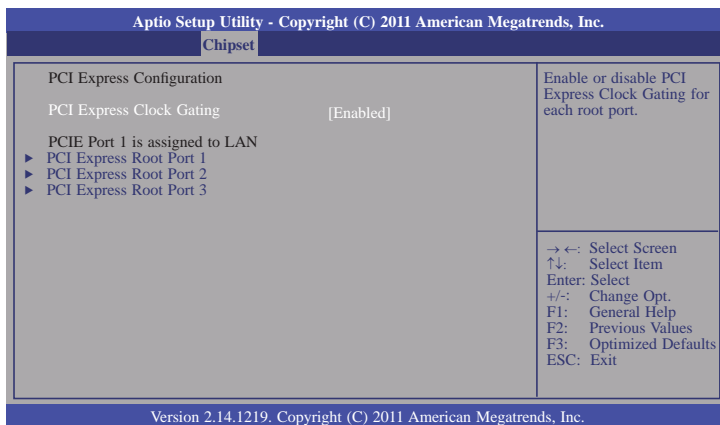 Aptio Setup Utility - Copyright (C) 2011 American Megatrends, Inc.
Chipset
PCI Express Configuration
PCI Express Clock Gating [Enabled]
PCIE Port 1 is assigned to LAN
► PCI Express Root Port 1
► PCI Express Root Port 2
► PCI Express Root Port 3
Enable or disable PCI
Express Clock Gating for
each root port.
→ ←: Select Screen
↑↓: Select Item
Enter: Select
+/-: Change Opt.
F1: General Help
F2: Previous Values
F3: Optimized Defaults
ESC: Exit
Version 2.14.1219. Copyright (C) 2011 American Megatrends, Inc.